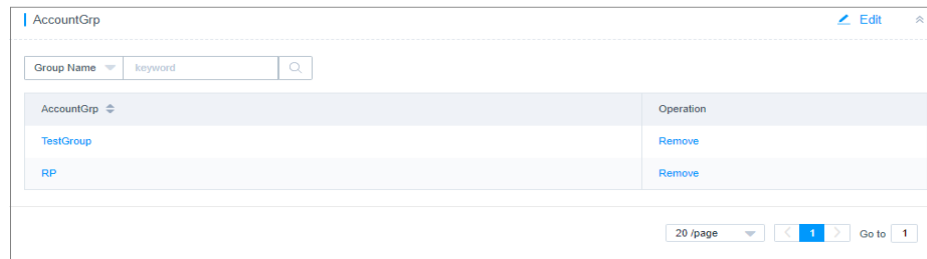 AccountGrp Edit
Group Name keyword
AccountGrp Operation
TestGroup Remove
RP Remove
20 /page 1 Go to 1